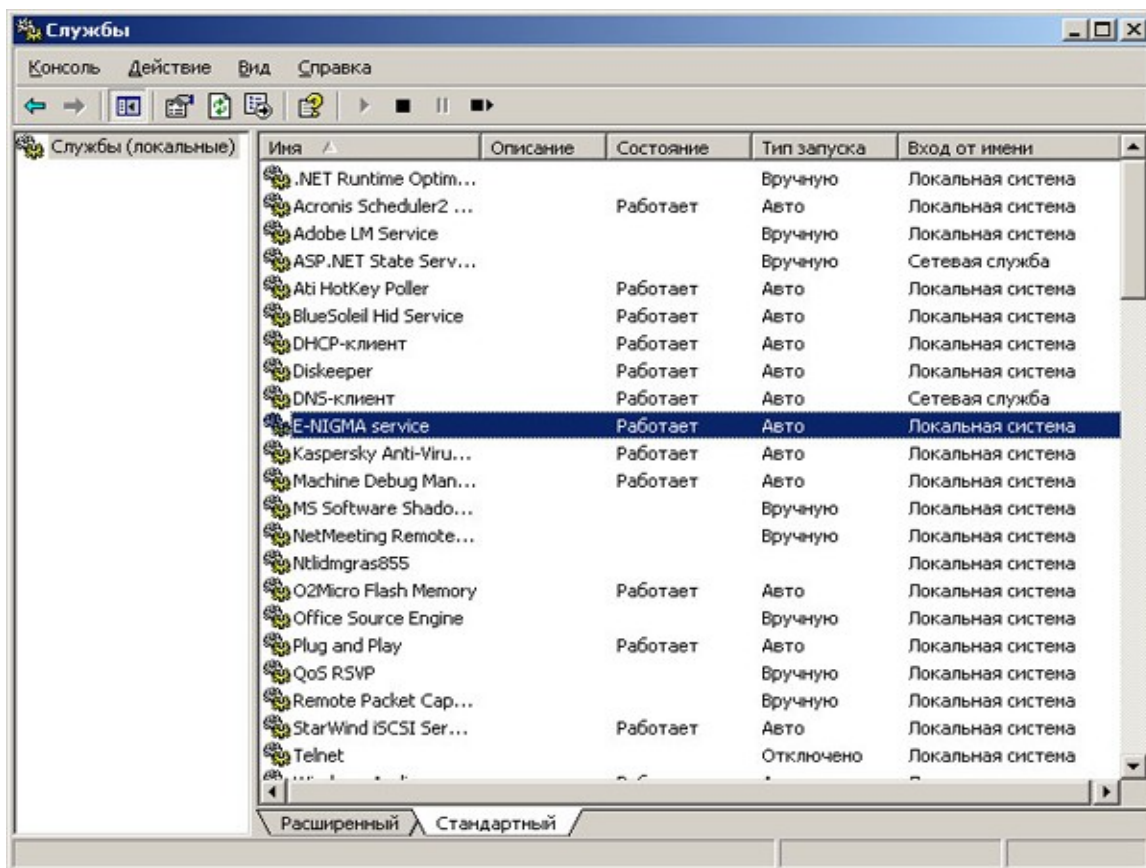 Службы
Консоль Действие Вид Справка
Службы (локальные)
Имя Описание Состояние Тип запуска Вход от имени
.NET Runtime Optim... Вручную Локальная система
Acronis Scheduler2 ... Работает Авто Локальная система
Adobe LM Service Вручную Локальная система
ASP.NET State Serv... Вручную Сетевая служба
Ati HotKey Poller Работает Авто Локальная система
BlueSoleil Hid Service Работает Авто Локальная система
DHCP-клиент Работает Авто Локальная система
Diskeeper Работает Авто Локальная система
DNS-клиент Работает Авто Сетевая служба
E-NIGMA service Работает Авто Локальная система
Kaspersky Anti-Viru... Работает Авто Локальная система
Machine Debug Man... Работает Авто Локальная система
MS Software Shado... Вручную Локальная система
NetMeeting Remote... Вручную Локальная система
Ntlidmgras855 Локальная система
O2Micro Flash Memory Работает Авто Локальная система
Office Source Engine Вручную Локальная система
Plug and Play Работает Авто Локальная система
QoS RSVP Вручную Локальная система
Remote Packet Cap... Вручную Локальная система
StarWind iSCSI Ser... Работает Авто Локальная система
Telnet Отключено Локальная система
Расширенный Стандартный